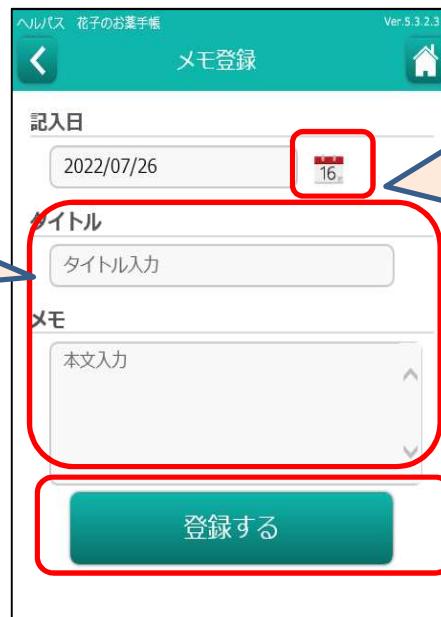 ヘルパス 花子のお薬手帳 Ver.5.3.2.3
メモ登録
記入日
2022/07/26
16
タイトル
タイトル入力
メモ
本文入力
登録する